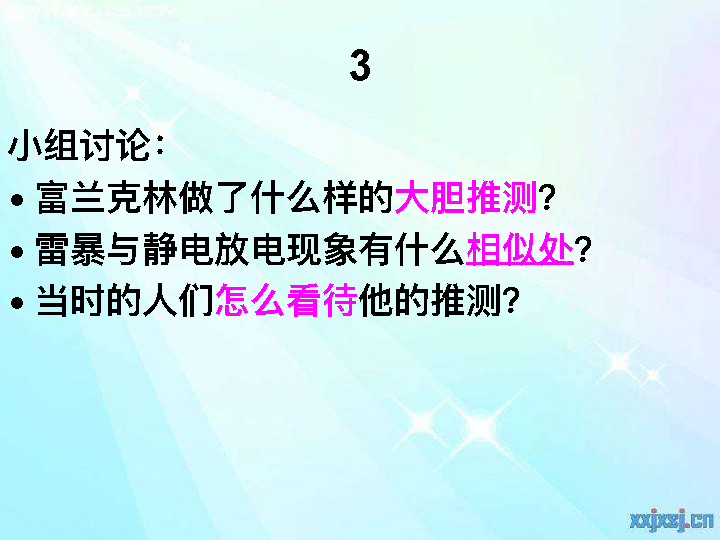 3
小组讨论：
• 富兰克林做了什么样的大胆推测？
• 雷暴与静电放电现象有什么相似处？
• 当时的人们怎么看待他的推测？
xxjxsj.cn